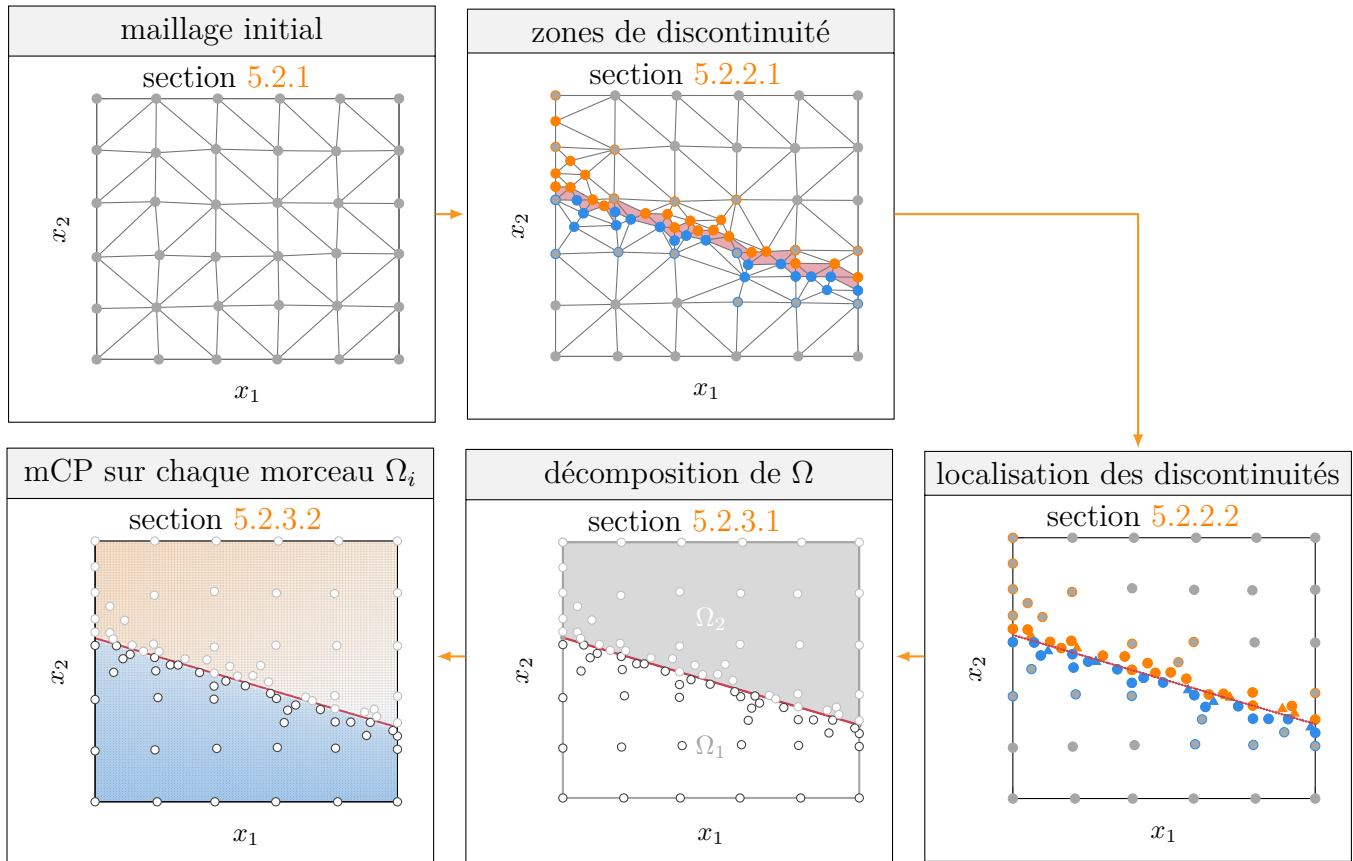 maillage initial
section 5.2.1
x₂
x₁
zones de discontinuité
section 5.2.2.1
x₂
x₁
localisation des discontinuités
section 5.2.2.2
x₂
x₁
décomposition de Ω
section 5.2.3.1
Ω₂
x₂
Ω₁
x₁
mCP sur chaque morceau Ωᵢ
section 5.2.3.2
x₂
x₁